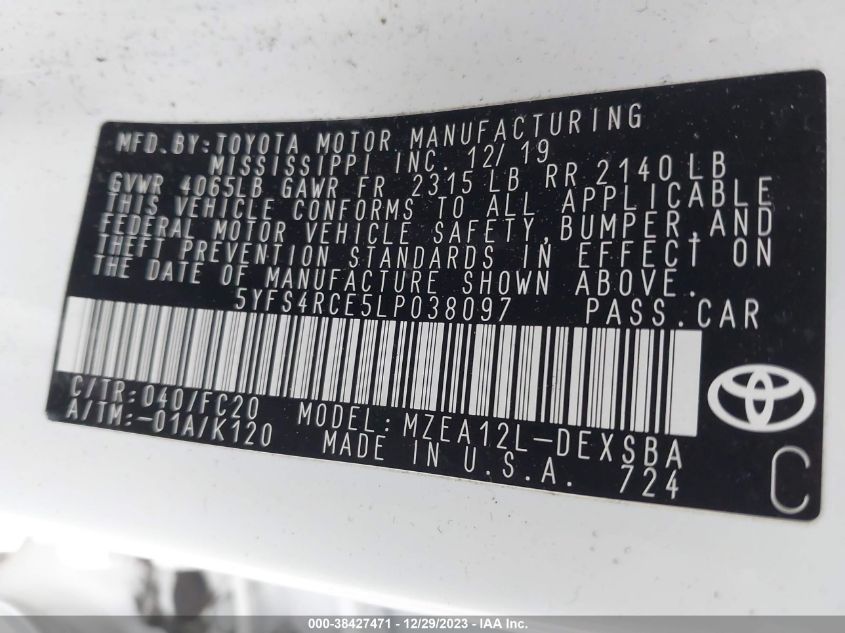 MFD.BY:TOYOTA MOTOR MANUFACTURING
MISSISSIPPI INC. 12/19
GVWR 4065LB GAWR FR 2315LB RR 2140LB
THIS VEHICLE CONFORMS TO ALL APPLICABLE
FEDERAL MOTOR VEHICLE SAFETY,BUMPER,AND
THEFT PREVENTION STANDARDS IN EFFECT ON
THE DATE OF MANUFACTURE SHOWN ABOVE.
5YFS4RCE5LP038097 PASS.CAR
C/TR:040/FC20 MODEL:MZEA12L-DEXSBA
A/TM:-01A/K120 MADE IN U.S.A. 724
C
000-38427471 - 12/29/2023 - IAA Inc.